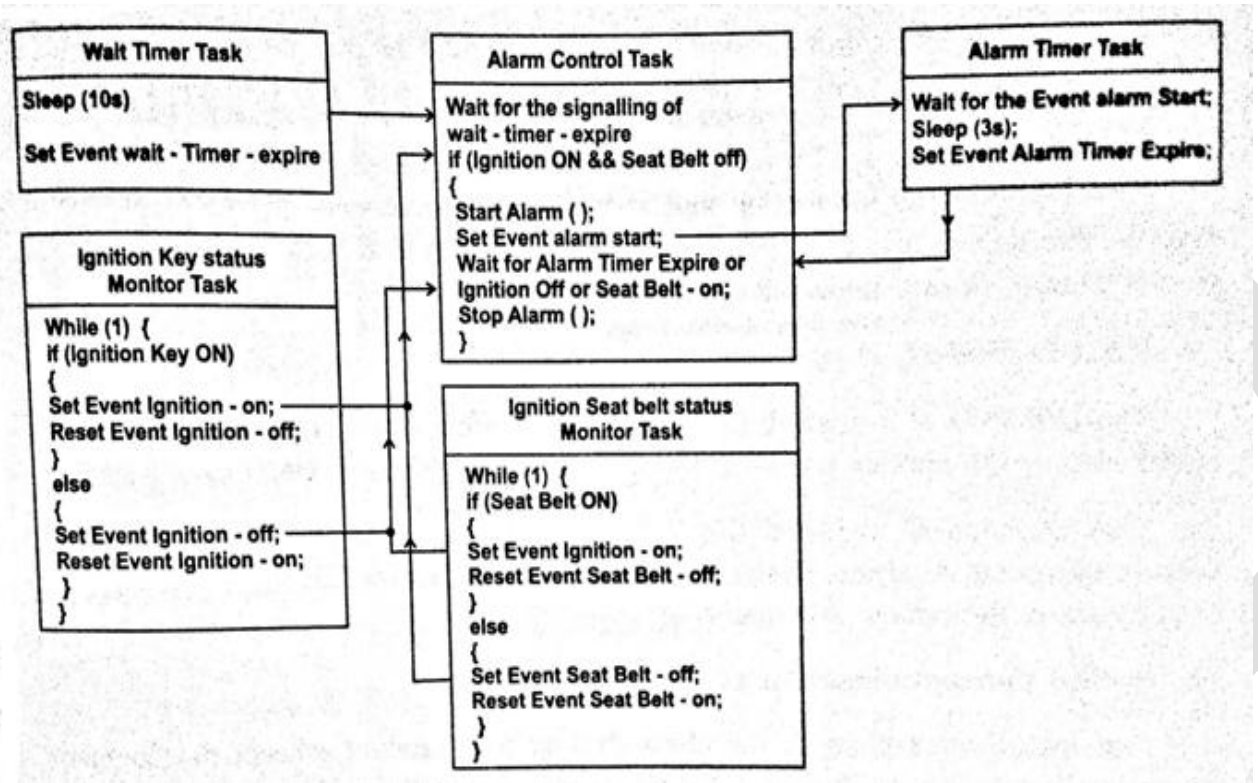 Wait Timer Task
Sleep (10s)
Set Event wait - Timer - expire
Alarm Control Task
Wait for the signalling of
wait - timer - expire
if (Ignition ON && Seat Belt off)
{
Start Alarm ( );
Set Event alarm start;
Wait for Alarm Timer Expire or
Ignition Off or Seat Belt - on;
Stop Alarm ( );
}
Alarm Timer Task
Wait for the Event alarm Start;
Sleep (3s);
Set Event Alarm Timer Expire;
Ignition Key status
Monitor Task
While (1) {
if (Ignition Key ON)
{
Set Event Ignition - on;
Reset Event Ignition - off;
}
else
{
Set Event Ignition - off;
Reset Event Ignition - on;
}
}
Ignition Seat belt status
Monitor Task
While (1) {
if (Seat Belt ON)
{
Set Event Ignition - on;
Reset Event Seat Belt - off;
}
else
{
Set Event Seat Belt - off;
Reset Event Seat Belt - on;
}
}